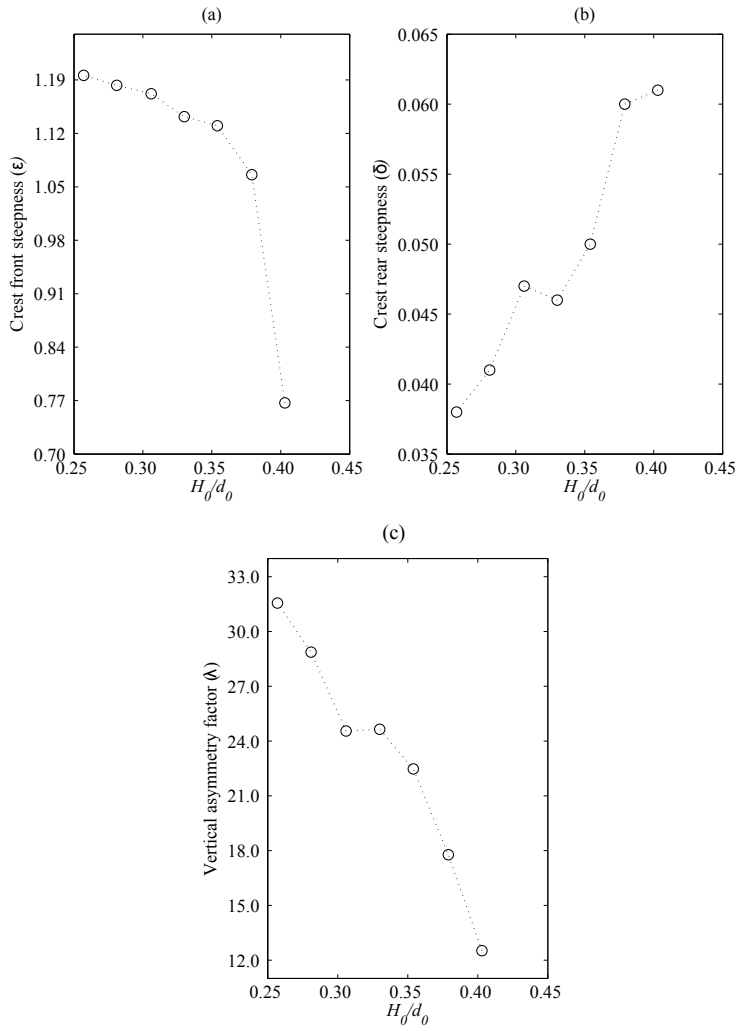 (a)
Crest front steepness (ε)
1.19
1.12
1.05
0.98
0.91
0.84
0.77
0.70
0.25 0.30 0.35 0.40 0.45
H0/d0
(b)
Crest rear steepness (δ)
0.065
0.060
0.055
0.050
0.045
0.040
0.035
0.25 0.30 0.35 0.40 0.45
H0/d0
(c)
Vertical asymmetry factor (λ)
33.0
30.0
27.0
24.0
21.0
18.0
15.0
12.0
0.25 0.30 0.35 0.40 0.45
H0/d0